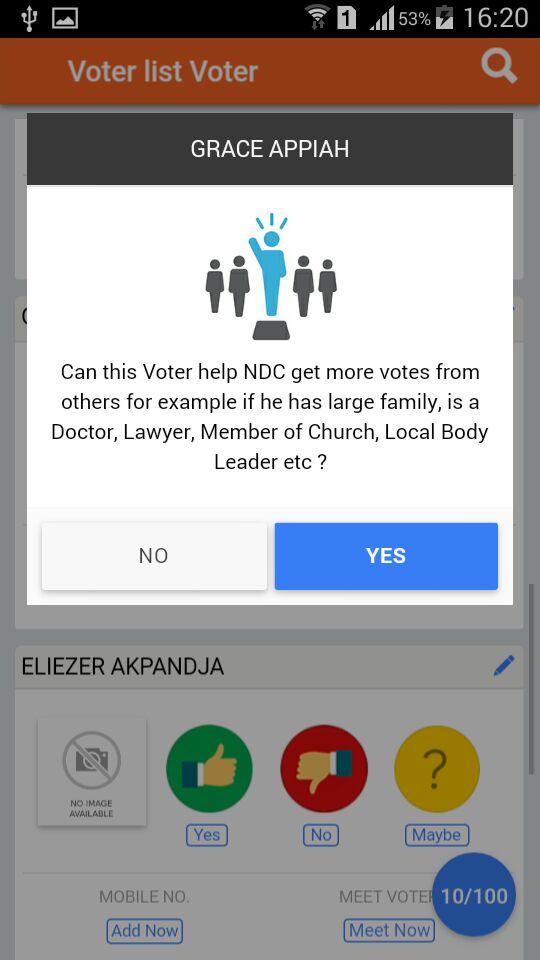 1 53% 16:20
Voter list Voter
GRACE APPIAH
Can this Voter help NDC get more votes from
others for example if he has large family, is a
Doctor, Lawyer, Member of Church, Local Body
Leader etc ?
NO YES
ELIEZER AKPANDJA
NO IMAGE
AVAILABLE
?
Yes No Maybe
MOBILE NO. MEET VOTER
10/100
Add Now Meet Now